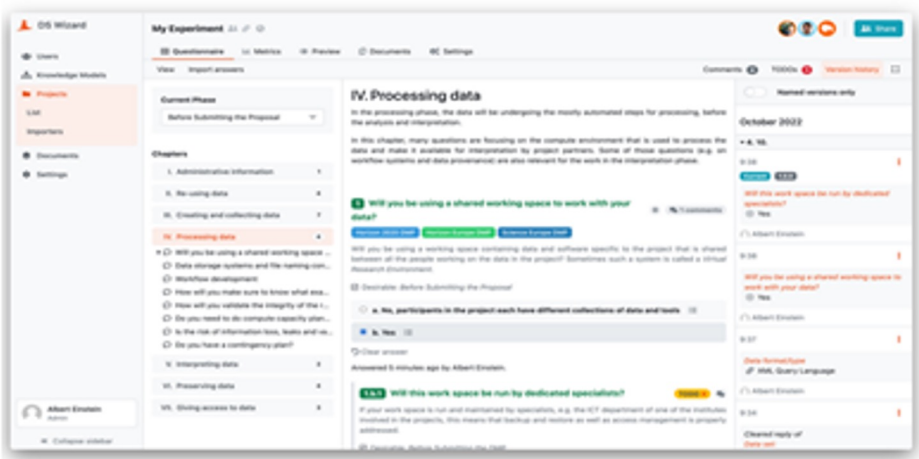 DS Wizard
Users
Knowledge Models
Projects
List
Importers
Documents
Settings
Albert Einstein
Admin
Collapse sidebar
My Experiment
Share
Questionnaire
Metrics
Preview
Documents
Settings
View
Import answers
Comments
TODOs
Version history
Current Phase
Before Submitting the Proposal
Chapters
I. Administrative information
II. Re-using data
III. Creating and collecting data
IV. Processing data
Will you be using a shared working space ...
Data storage systems and file naming con...
Workflow development
How will you make sure to know what exa...
How will you validate the integrity of the r...
Do you need to do compute capacity plan...
Is the risk of information loss, leaks and va...
Do you have a contingency plan?
V. Interpreting data
VI. Preserving data
VII. Giving access to data
IV. Processing data
In the processing phase, the data will be undergoing the mostly automated steps for processing, before
the analysis and interpretation.
In this chapter, many questions are focusing on the compute environment that is used to process the
data and make it available for interpretation by project partners. Some of those questions (e.g. on
workflow systems and data provenance) are also relevant for the work in the interpretation phase.
1 Will you be using a shared working space to work with your
data?
1 comments
Horizon 2020 DMP
Horizon Europe DMP
Science Europe DMP
Will you be using a working space containing data and software specific to the project that is shared
between all the people working on the data in the project? Sometimes such a system is called a Virtual
Research Environment.
Desirable: Before Submitting the Proposal
a. No, participants in the project each have different collections of data and tools
b. Yes
Clear answer
Answered 5 minutes ago by Albert Einstein.
Will this work space be run by dedicated specialists?
If your work space is run and maintained by specialists, e.g. the ICT department of one of the institutes
involved in the projects, this means that backup and restore as well as access management is properly
addressed.
Desirable: Before Submitting the DMP
Named versions only
October 2022
4. 10.
9:38
Will this work space be run by dedicated
specialists?
Yes
Albert Einstein
9:38
Will you be using a shared working space to
work with your data?
Yes
Albert Einstein
9:37
Data format/type
XML Query Language
Albert Einstein
9:34
Cleared reply of
Data set